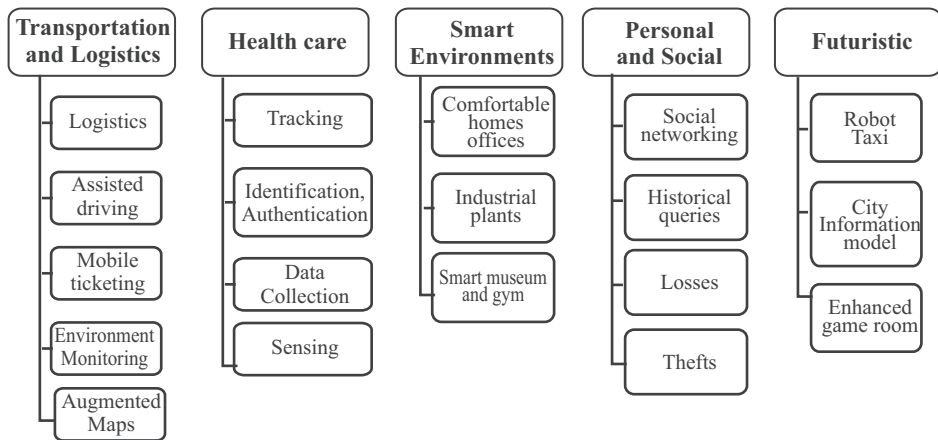 Transportation
and Logistics
Logistics
Assisted
driving
Mobile
ticketing
Environment
Monitoring
Augmented
Maps
Health care
Tracking
Identification,
Authentication
Data
Collection
Sensing
Smart
Environments
Comfortable
homes
offices
Industrial
plants
Smart museum
and gym
Personal
and Social
Social
networking
Historical
queries
Losses
Thefts
Futuristic
Robot
Taxi
City
Information
model
Enhanced
game room